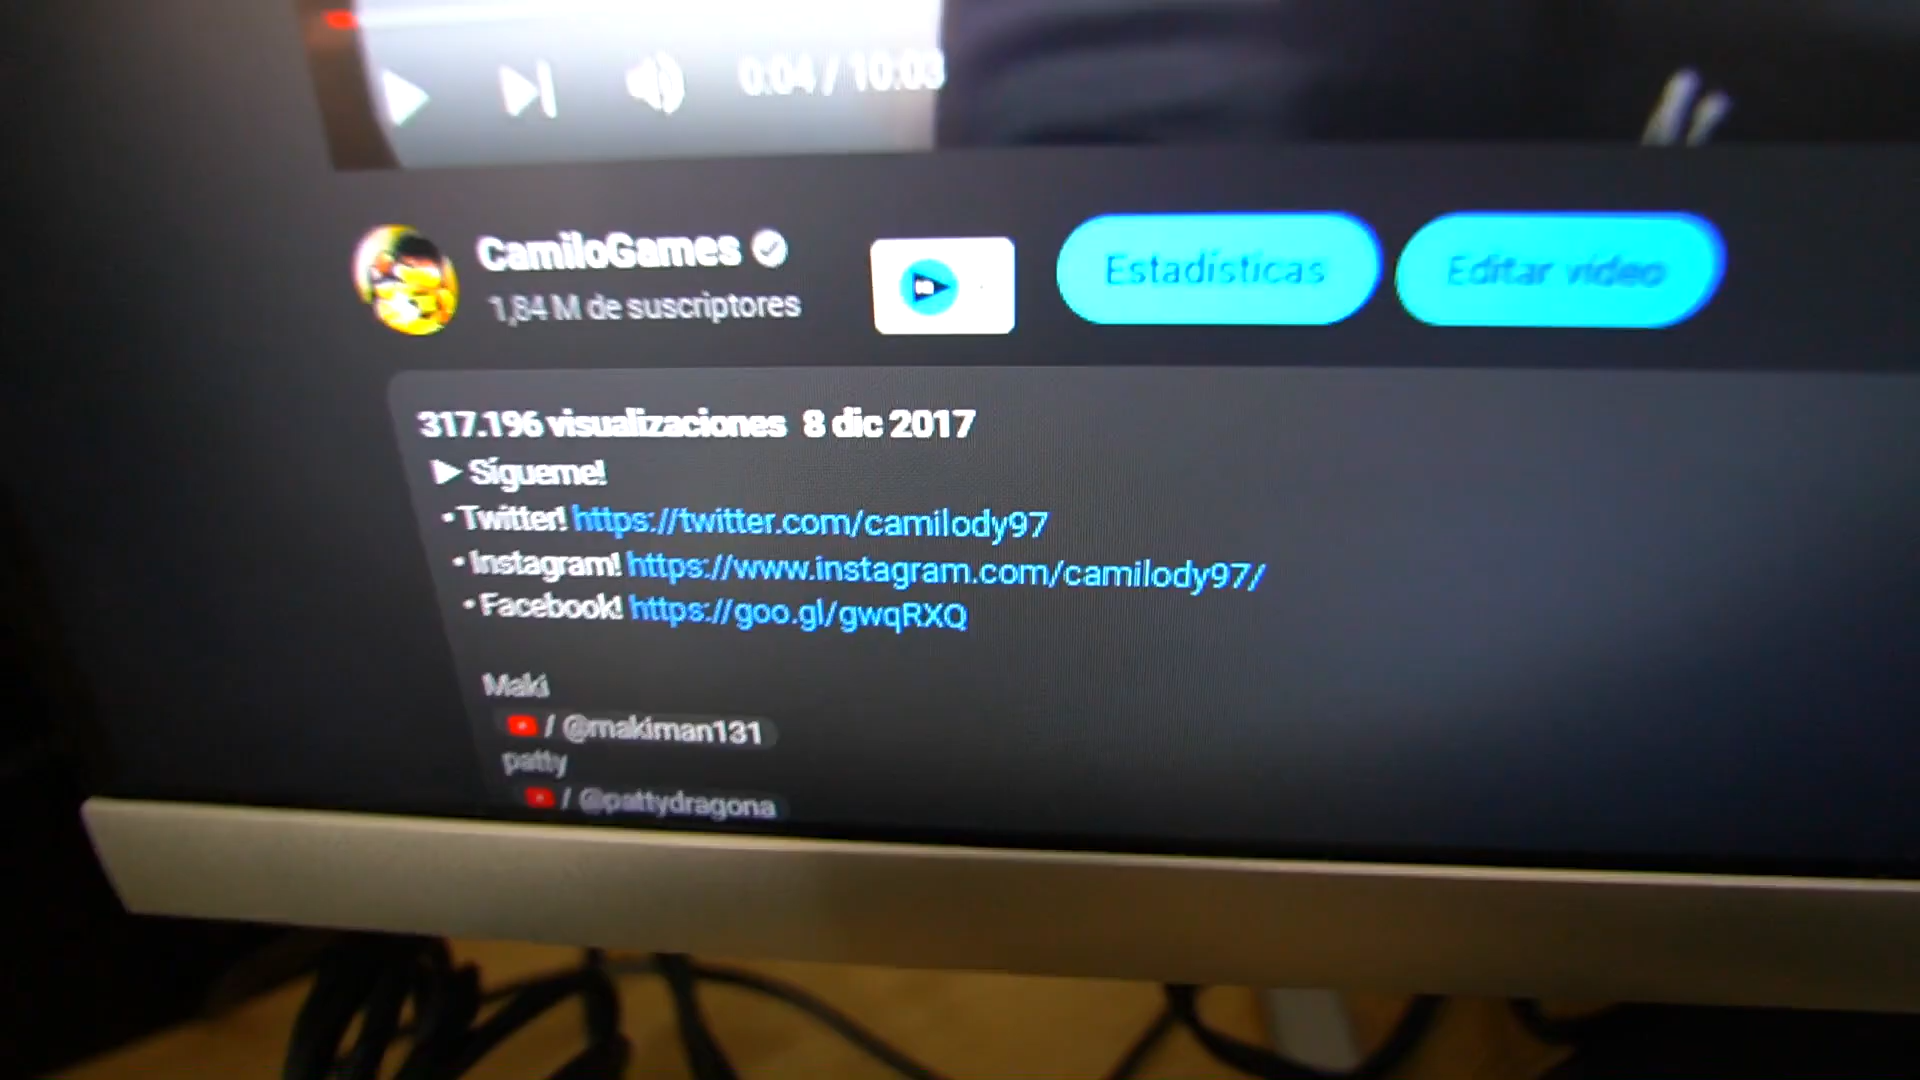 0:04 / 10:03
CamiloGames
1,84 M de suscriptores
Estadísticas
Editar vídeo
317.196 visualizaciones 8 dic 2017
▶ Sígueme!
• Twitter! https://twitter.com/camilody97
• Instagram! https://www.instagram.com/camilody97/
• Facebook! https://goo.gl/gwqRXQ
Maki
/ @makiman131
patty
/ @pattydragona